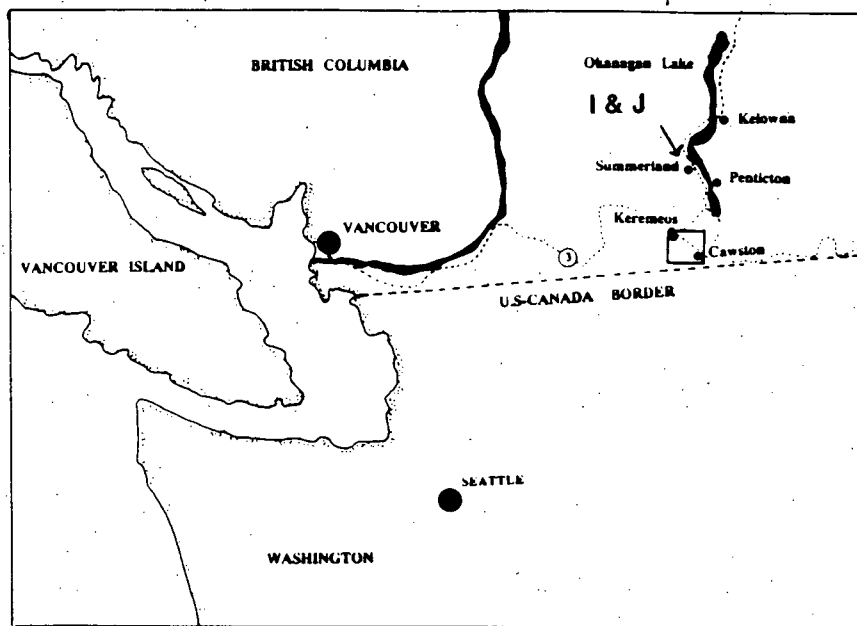 BRITISH COLUMBIA
Okanagan Lake
I & J
Kelowna
Summerland
Penticton
VANCOUVER
Keremeos
3
Cawston
VANCOUVER ISLAND
U.S-CANADA BORDER
SEATTLE
WASHINGTON